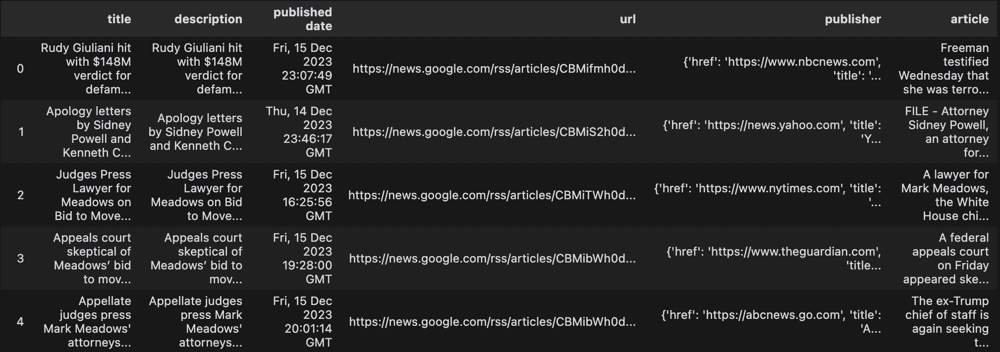 title description published date url publisher article
0
Rudy Giuliani hit
with $148M
verdict for
defam...
Rudy Giuliani hit
with $148M
verdict for
defam...
Fri, 15 Dec
2023
23:07:49
GMT
https://news.google.com/rss/articles/CBMifmh0d...
{'href': 'https://www.nbcnews.com',
'title': '...
Freeman
testified
Wednesday that
she was terro...
1
Apology letters
by Sidney
Powell and
Kenneth C...
Apology letters
by Sidney Powell
and Kenneth C...
Thu, 14 Dec
2023
23:46:17
GMT
https://news.google.com/rss/articles/CBMiS2h0d...
{'href': 'https://news.yahoo.com', 'title':
'Y...
FILE - Attorney
Sidney Powell,
an attorney
for...
2
Judges Press
Lawyer for
Meadows on
Bid to Move...
Judges Press
Lawyer for
Meadows on Bid
to Move...
Fri, 15 Dec
2023
16:25:56
GMT
https://news.google.com/rss/articles/CBMiTWh0d...
{'href': 'https://www.nytimes.com', 'title':
'...
A lawyer for
Mark Meadows,
the White
House chi...
3
Appeals court
skeptical of
Meadows’ bid
to mov...
Appeals court
skeptical of
Meadows’ bid to
mov...
Fri, 15 Dec
2023
19:28:00
GMT
https://news.google.com/rss/articles/CBMibWh0d...
{'href': 'https://www.theguardian.com',
'title...
A federal
appeals court
on Friday
appeared ske...
4
Appellate
judges press
Mark Meadows'
attorneys...
Appellate judges
press Mark
Meadows'
attorneys...
Fri, 15 Dec
2023
20:01:14
GMT
https://news.google.com/rss/articles/CBMibWh0d...
{'href': 'https://abcnews.go.com', 'title':
'A...
The ex-Trump
chief of staff is
again seeking
t...